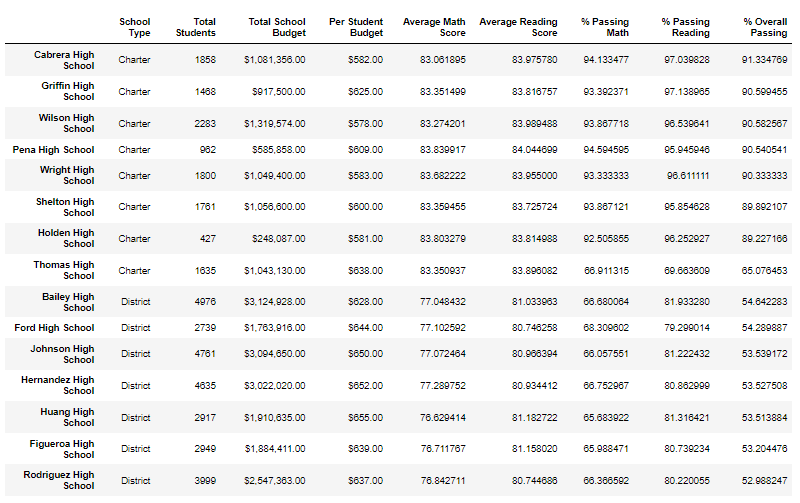 School Type Total Students Total School Budget Per Student Budget Average Math Score Average Reading Score % Passing Math % Passing Reading % Overall Passing
Cabrera High School Charter 1858 $1,081,356.00 $582.00 83.061895 83.975780 94.133477 97.039828 91.334769
Griffin High School Charter 1468 $917,500.00 $625.00 83.351499 83.816757 93.392371 97.138965 90.599455
Wilson High School Charter 2283 $1,319,574.00 $578.00 83.274201 83.989488 93.867718 96.539641 90.582567
Pena High School Charter 962 $585,858.00 $609.00 83.839917 84.044699 94.594595 95.945946 90.540541
Wright High School Charter 1800 $1,049,400.00 $583.00 83.682222 83.955000 93.333333 96.611111 90.333333
Shelton High School Charter 1761 $1,056,600.00 $600.00 83.359455 83.725724 93.867121 95.854628 89.892107
Holden High School Charter 427 $248,087.00 $581.00 83.803279 83.814988 92.505855 96.252927 89.227166
Thomas High School Charter 1635 $1,043,130.00 $638.00 83.350937 83.896082 66.911315 69.663609 65.076453
Bailey High School District 4976 $3,124,928.00 $628.00 77.048432 81.033963 66.680064 81.933280 54.642283
Ford High School District 2739 $1,763,916.00 $644.00 77.102592 80.746258 68.309602 79.299014 54.289887
Johnson High School District 4761 $3,094,650.00 $650.00 77.072464 80.966394 66.057551 81.222432 53.539172
Hernandez High School District 4635 $3,022,020.00 $652.00 77.289752 80.934412 66.752967 80.862999 53.527508
Huang High School District 2917 $1,910,635.00 $655.00 76.629414 81.182722 65.683922 81.316421 53.513884
Figueroa High School District 2949 $1,884,411.00 $639.00 76.711767 81.158020 65.988471 80.739234 53.204476
Rodriguez High School District 3999 $2,547,363.00 $637.00 76.842711 80.744686 66.366592 80.220055 52.988247